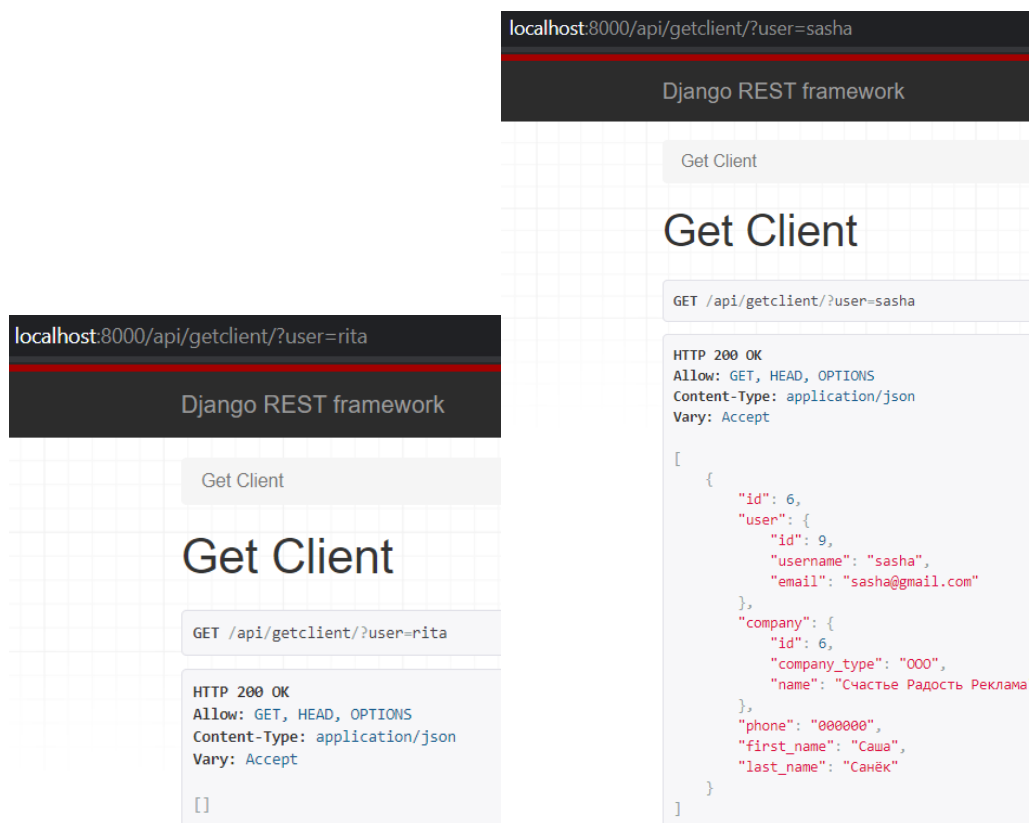 localhost:8000/api/getclient/?user=rita
Django REST framework
Get Client
Get Client
GET /api/getclient/?user=rita
HTTP 200 OK
Allow: GET, HEAD, OPTIONS
Content-Type: application/json
Vary: Accept
[]
localhost:8000/api/getclient/?user=sasha
Django REST framework
Get Client
Get Client
GET /api/getclient/?user=sasha
HTTP 200 OK
Allow: GET, HEAD, OPTIONS
Content-Type: application/json
Vary: Accept
[
{
"id": 6,
"user": {
"id": 9,
"username": "sasha",
"email": "sasha@gmail.com"
},
"company": {
"id": 6,
"company_type": "ООО",
"name": "Счастье Радость Реклама
},
"phone": "000000",
"first_name": "Саша",
"last_name": "Санёк"
}
]